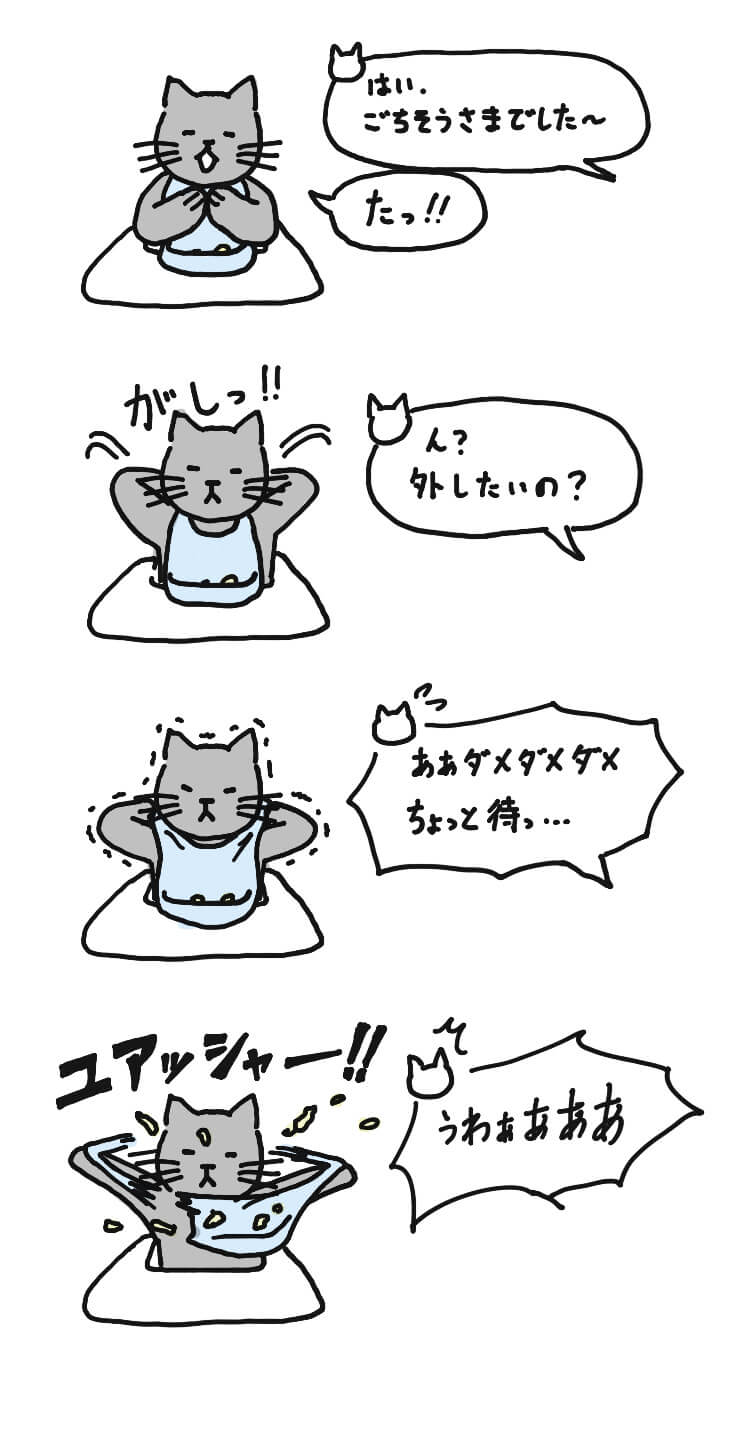 はい.
ごちそうさまでした〜
たっ!!
がしっ!!
ん?
外したいの?
あぁダメダメダメ
ちょっと待っ...
ユアッシャー!!
うわぁあああ